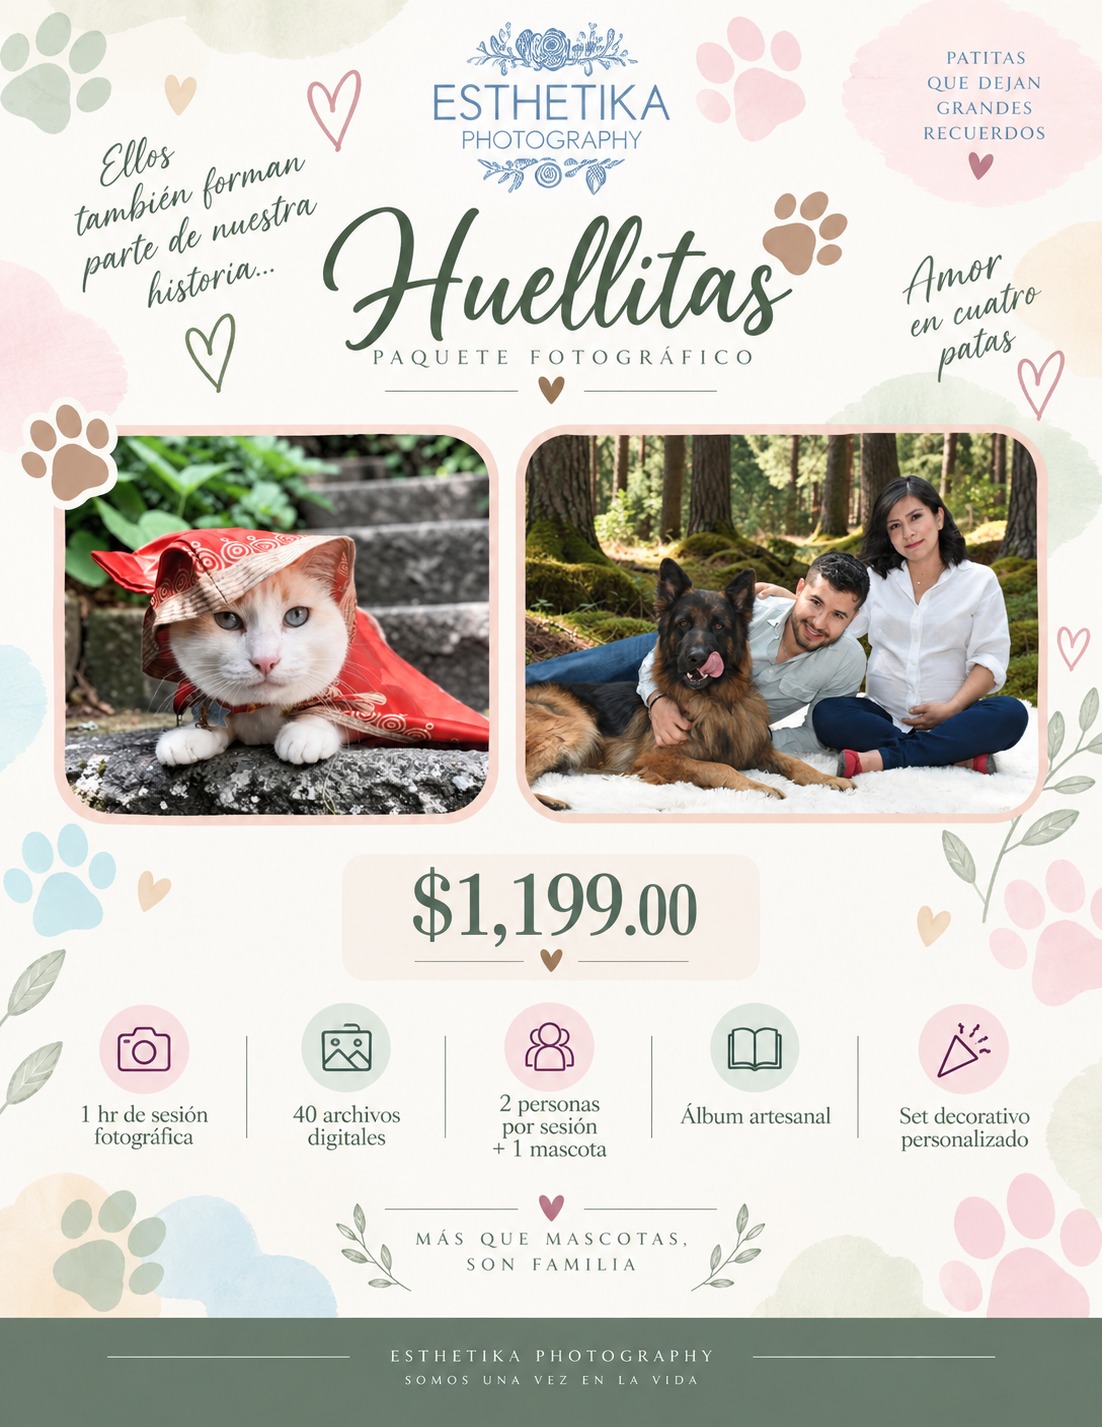 ESTHETIKA
PHOTOGRAPHY
PATITAS
QUE DEJAN
GRANDES
RECUERDOS
Ellos
también forman
parte de nuestra
historia...
Huellitas
PAQUETE FOTOGRÁFICO
Amor
en cuatro
patas
$1,199.00
1 hr de sesión
fotográfica
40 archivos
digitales
2 personas
por sesión
+ 1 mascota
Álbum artesanal
Set decorativo
personalizado
MÁS QUE MASCOTAS,
SON FAMILIA
ESTHETIKA PHOTOGRAPHY
SOMOS UNA VEZ EN LA VIDA